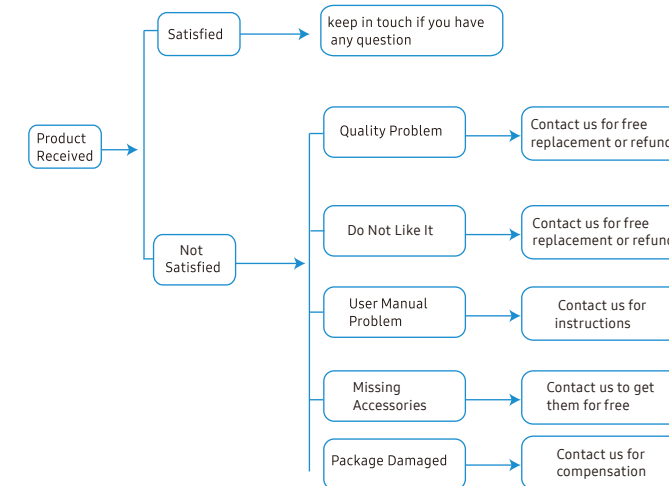 Product
Received
Satisfied
keep in touch if you have
any question
Not
Satisfied
Quality Problem
Contact us for free
replacement or refund
Do Not Like It
Contact us for free
replacement or refund
User Manual
Problem
Contact us for
instructions
Missing
Accessories
Contact us to get
them for free
Package Damaged
Contact us for
compensation